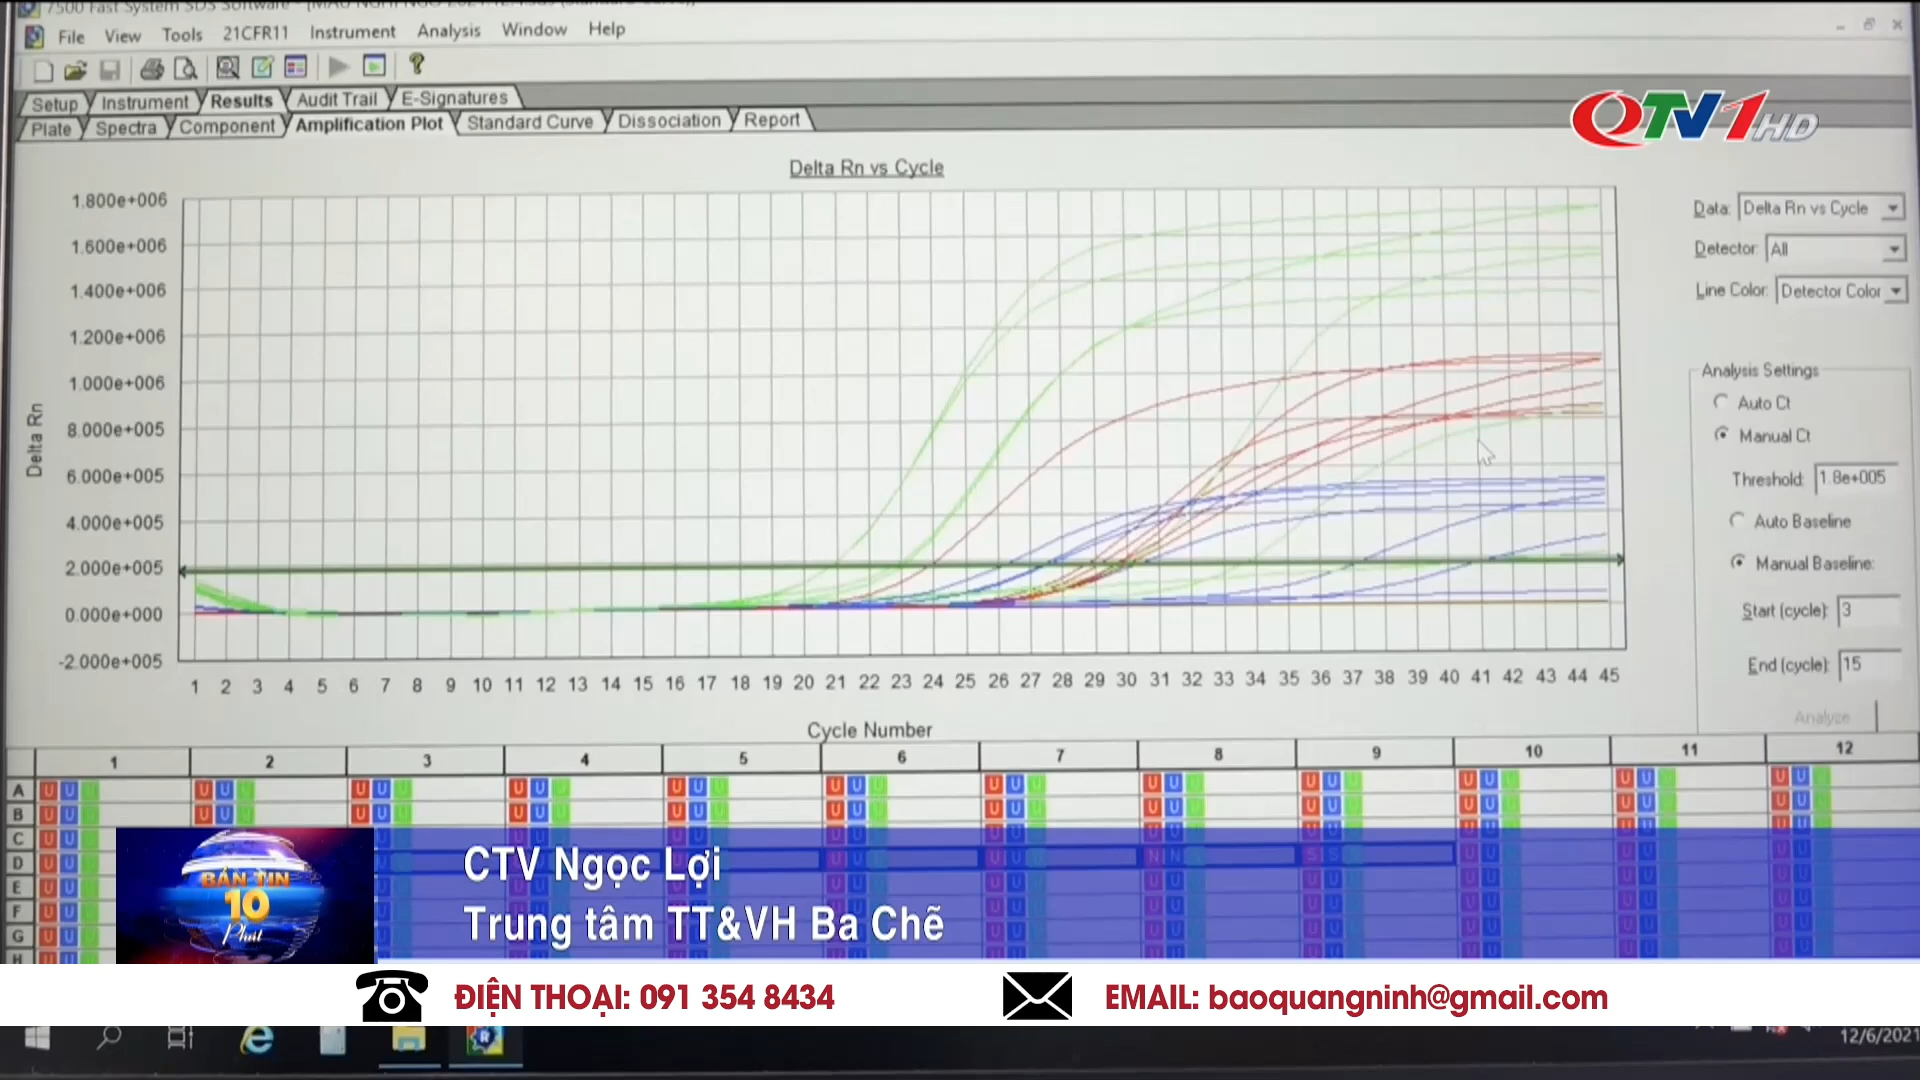 7500 Fast System SDS Software
File View Tools 21CFR11 Instrument Analysis Window Help
Setup Instrument Results Audit Trail E-Signatures
Plate Spectra Component Amplification Plot Standard Curve Dissociation Report
QTV1HD
Delta Rn vs Cycle
Data: Delta Rn vs Cycle
Detector: All
Line Color: Detector Color
Analysis Settings
Auto Ct
Manual Ct
Threshold: 1.8e+005
Auto Baseline
Manual Baseline:
Start (cycle): 3
End (cycle): 15
Analyze
Delta Rn
1.800e+006
1.600e+006
1.400e+006
1.200e+006
1.000e+006
8.000e+005
6.000e+005
4.000e+005
2.000e+005
0.000e+000
-2.000e+005
1 2 3 4 5 6 7 8 9 10 11 12 13 14 15 16 17 18 19 20 21 22 23 24 25 26 27 28 29 30 31 32 33 34 35 36 37 38 39 40 41 42 43 44 45
Cycle Number
1 2 3 4 5 6 7 8 9 10 11 12
A
B
C
D
E
F
G
H
BẢN TIN
10
Phút
CTV Ngọc Lợi
Trung tâm TT&VH Ba Chẽ
ĐIỆN THOẠI: 091 354 8434
EMAIL: baoquangninh@gmail.com
12/6/2021